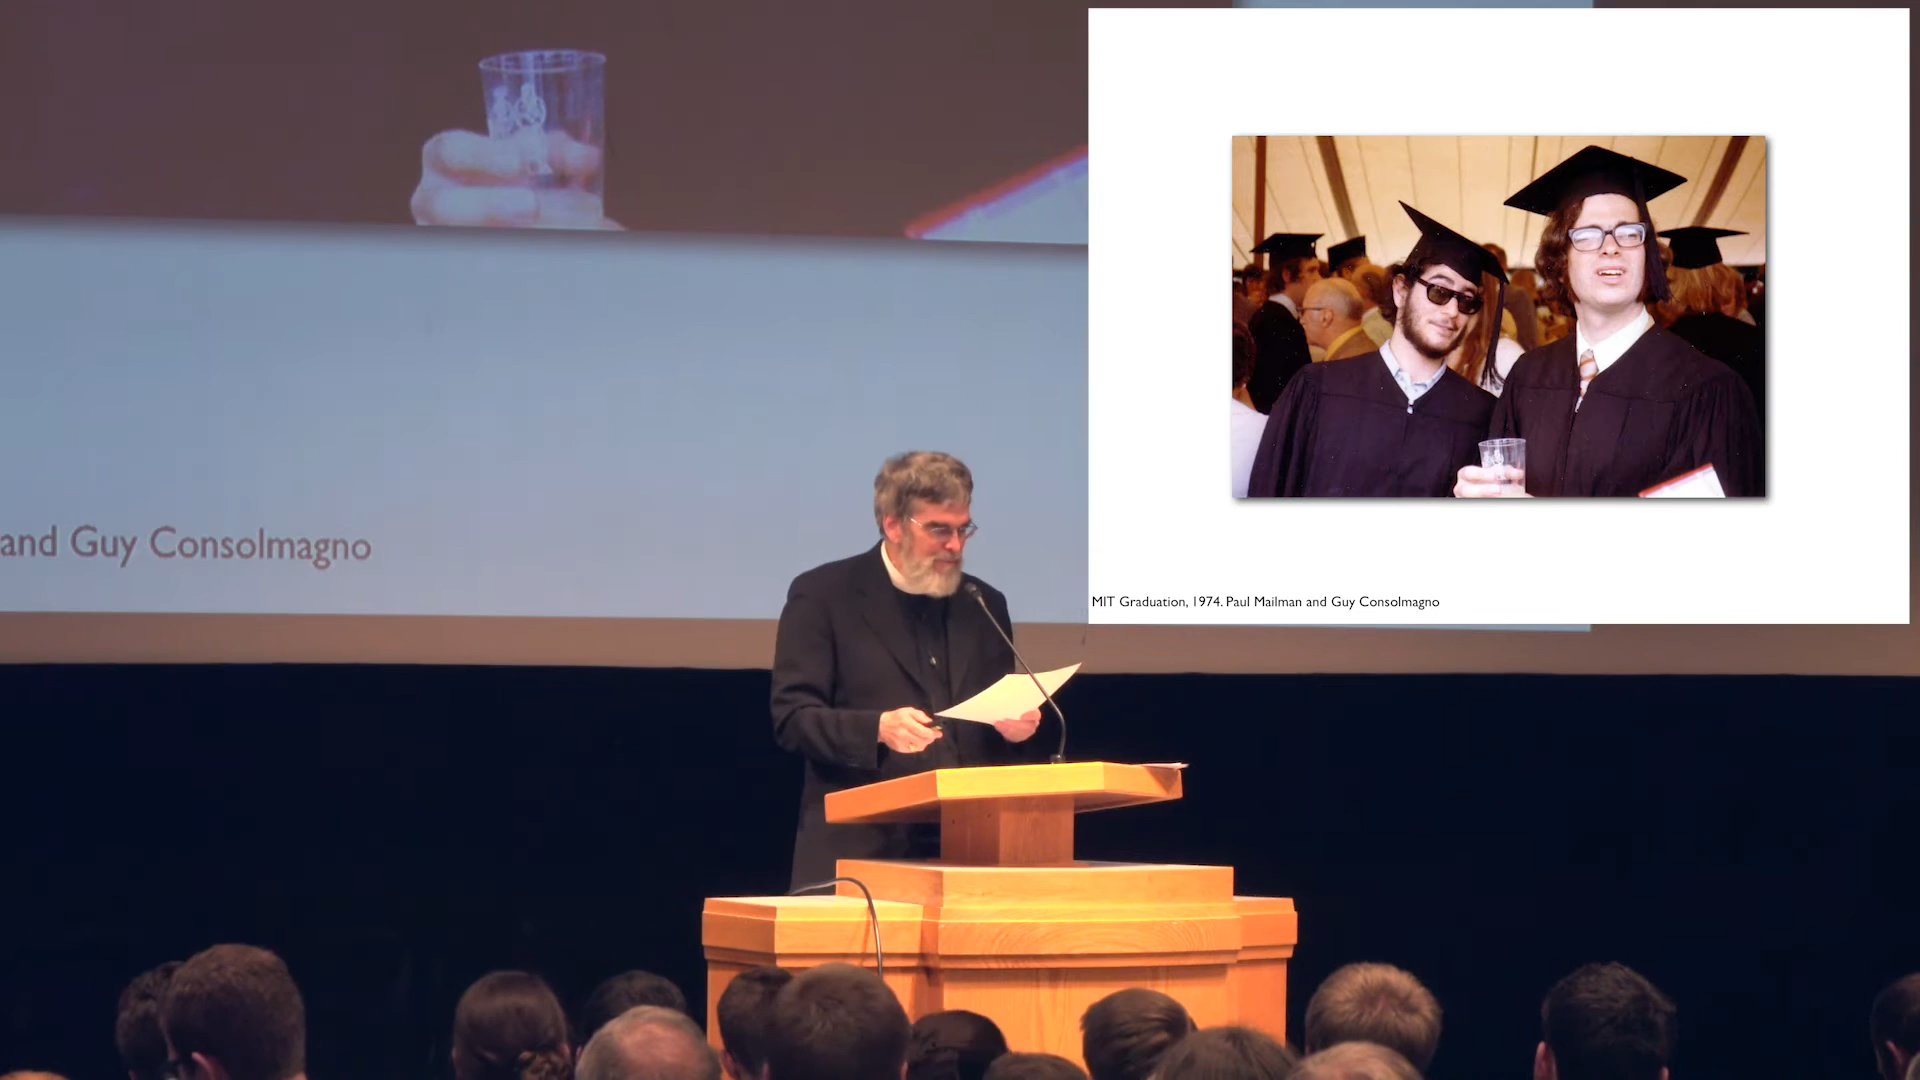 and Guy Consolmagno
MIT Graduation, 1974. Paul Mailman and Guy Consolmagno